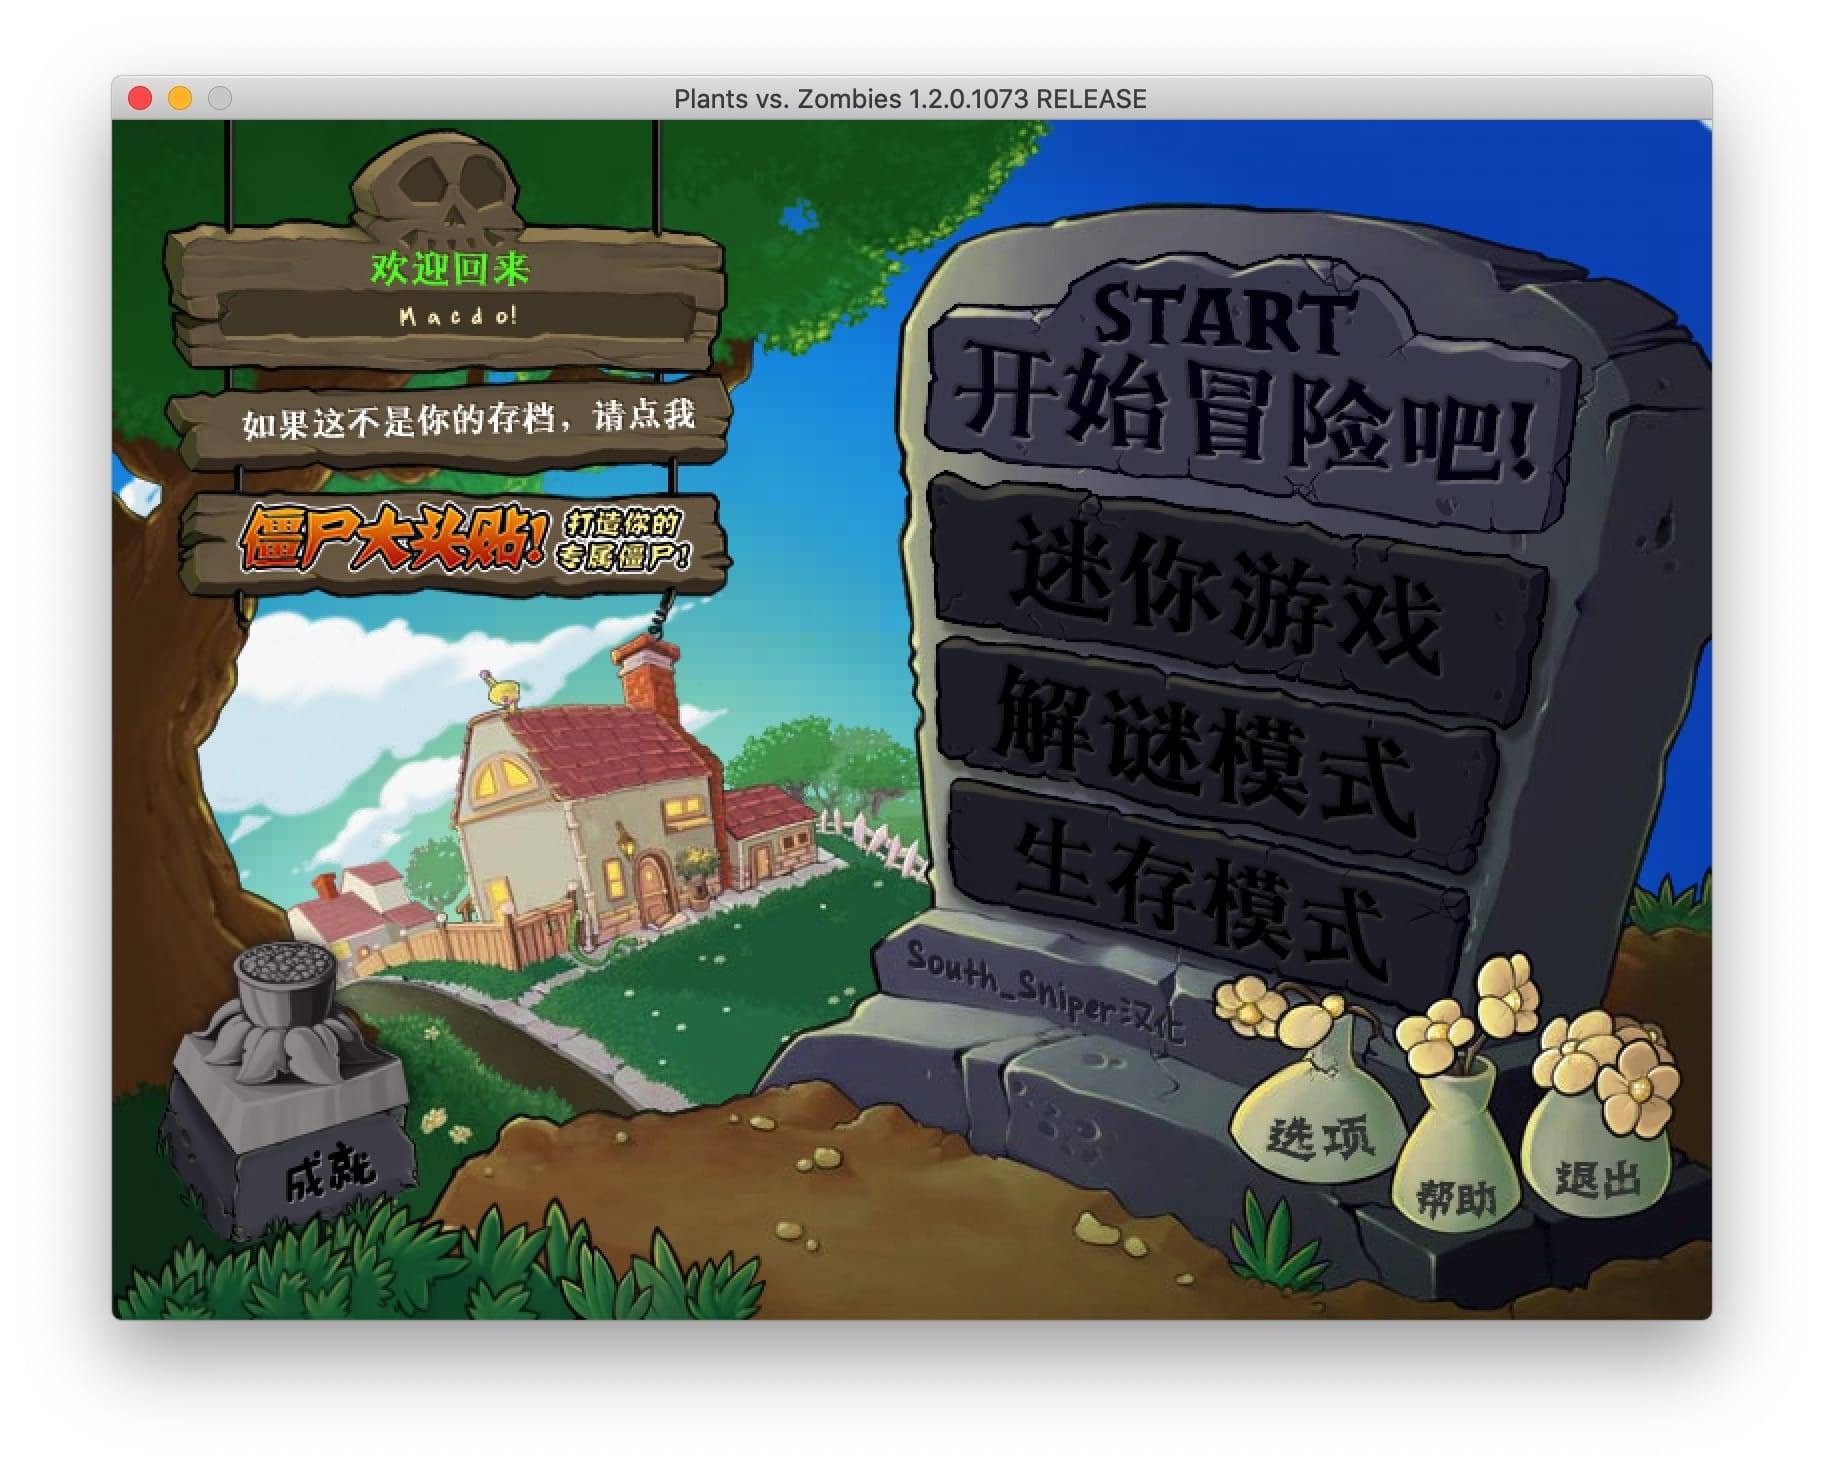 Plants vs. Zombies 1.2.0.1073 RELEASE
欢迎回来
Macdo!
如果这不是你的存档，请点我
僵尸大头贴！
打造你的
专属僵尸！
START
开始冒险吧！
迷你游戏
解谜模式
生存模式
South_Sniper汉化
成就
选项
帮助
退出